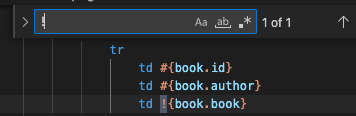 !
Aa ab .* 1 of 1
tr
td #{book.id}
td #{book.author}
td !{book.book}